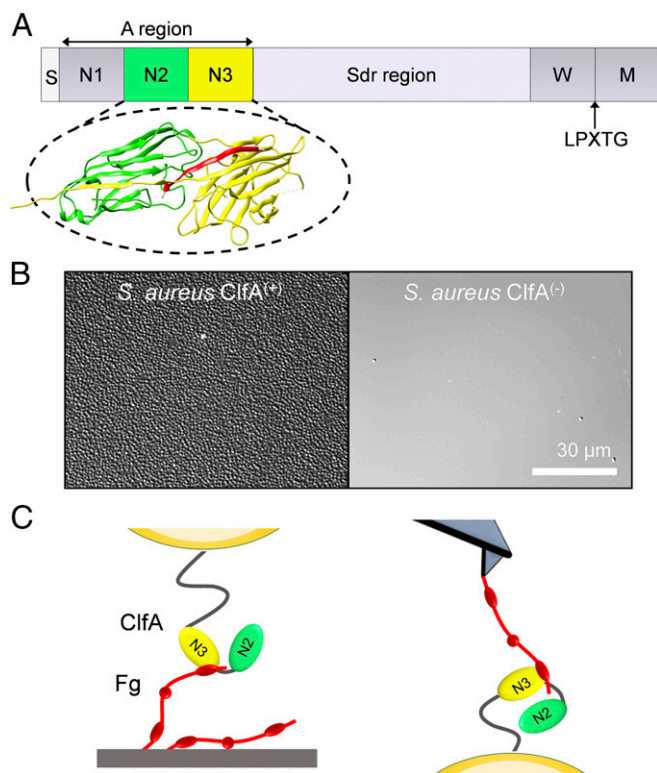 A
A region
S N1 N2 N3 Sdr region W M
LPXTG
B
S. aureus ClfA(+) S. aureus ClfA(-)
30 µm
C
ClfA N3 N2
Fg
N3
N2